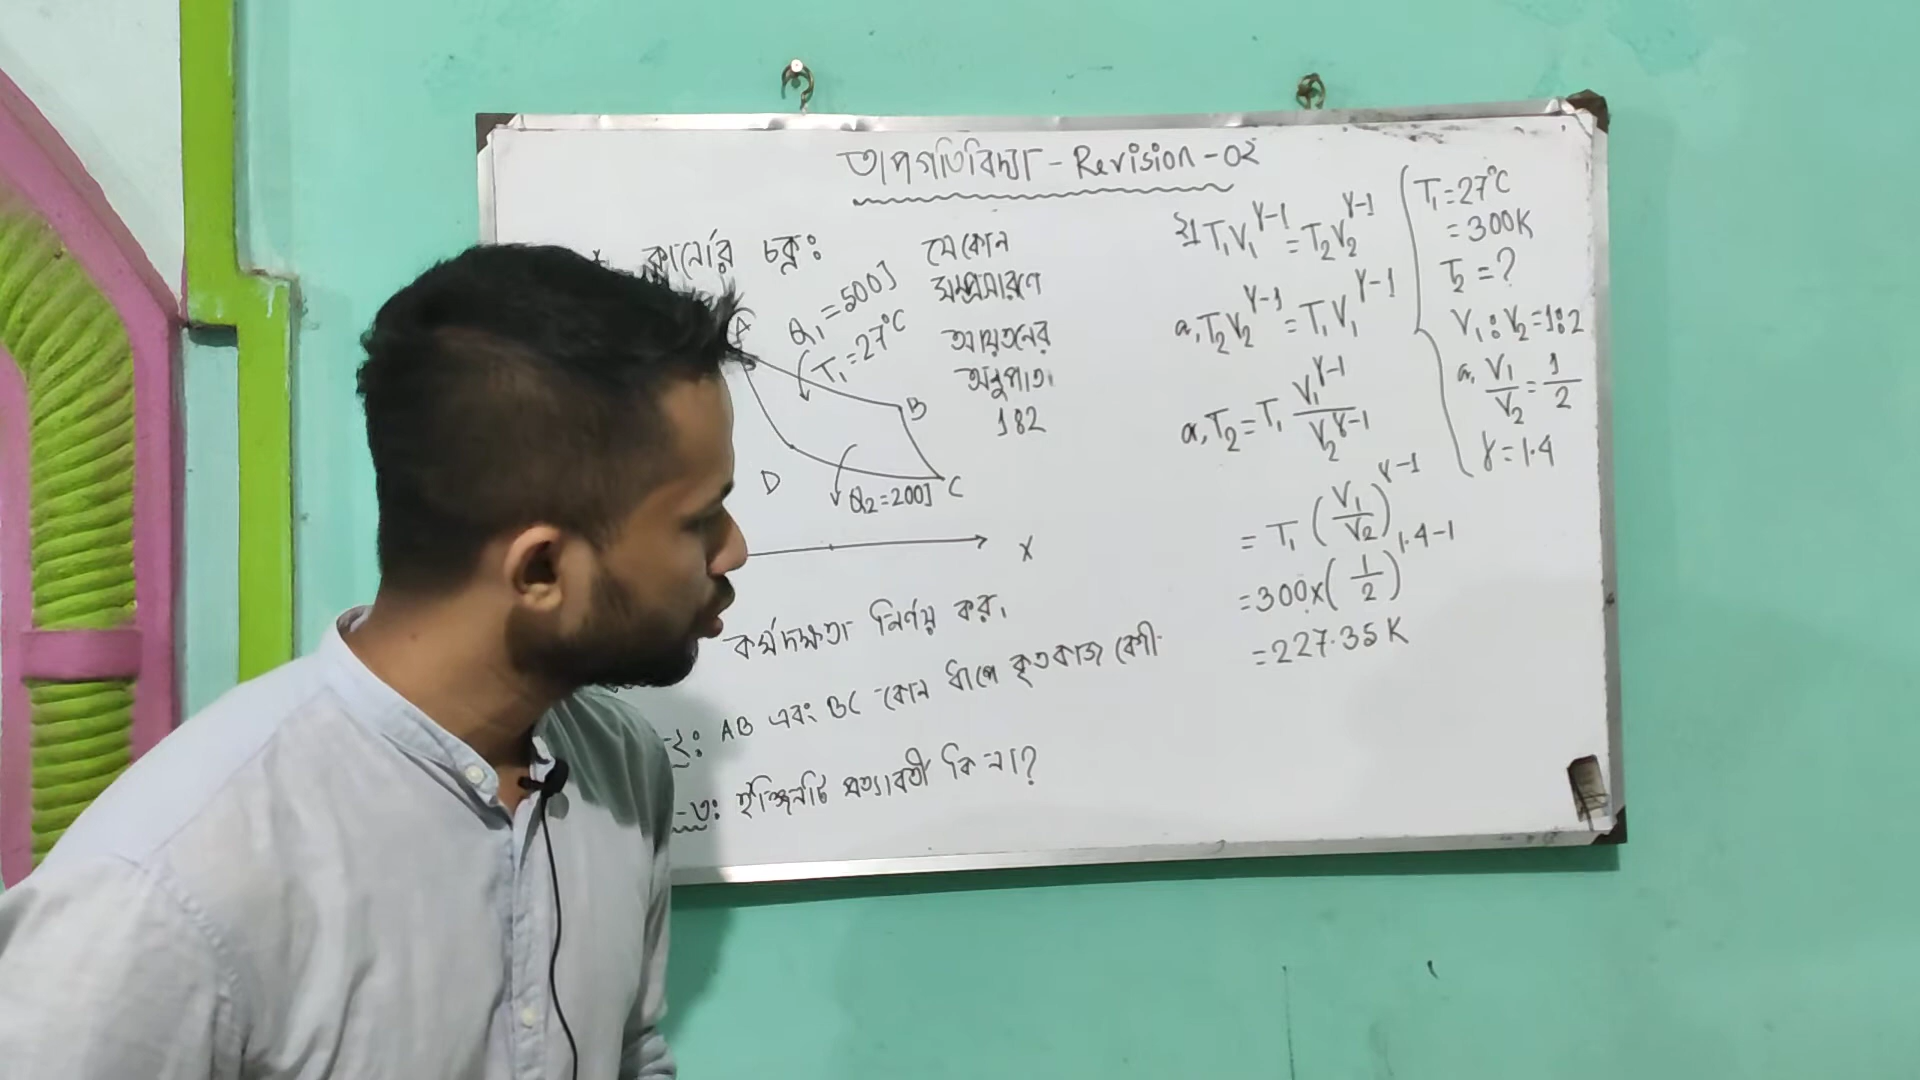 তাপগতিবিদ্যা - Revision - 02
কার্নোর চক্র:
Q₁ = 500J
T₁ = 27°C
A
B
C
D
Q₂ = 200J
X
যেকোন
সম্প্রসারণে
আয়তনের
অনুপাত।
1:2
কর্মদক্ষতা নির্ণয় কর।
-২: AB এবং BC কোন ধাপে কৃতকাজ বেশী
-৩: ইঞ্জিনটি প্রত্যাবর্তী কি না?
২। T₁V₁^γ-1 = T₂V₂^γ-1
a, T₂V₂^γ-1 = T₁V₁^γ-1
a, T₂ = T₁ V₁^γ-1 / V₂^γ-1
= T₁ (V₁/V₂)^γ-1
= 300 x (1/2)^1.4-1
= 227.35 K
T₁ = 27°C
= 300K
T₂ = ?
V₁ : V₂ = 1:2
a, V₁/V₂ = 1/2
γ = 1.4